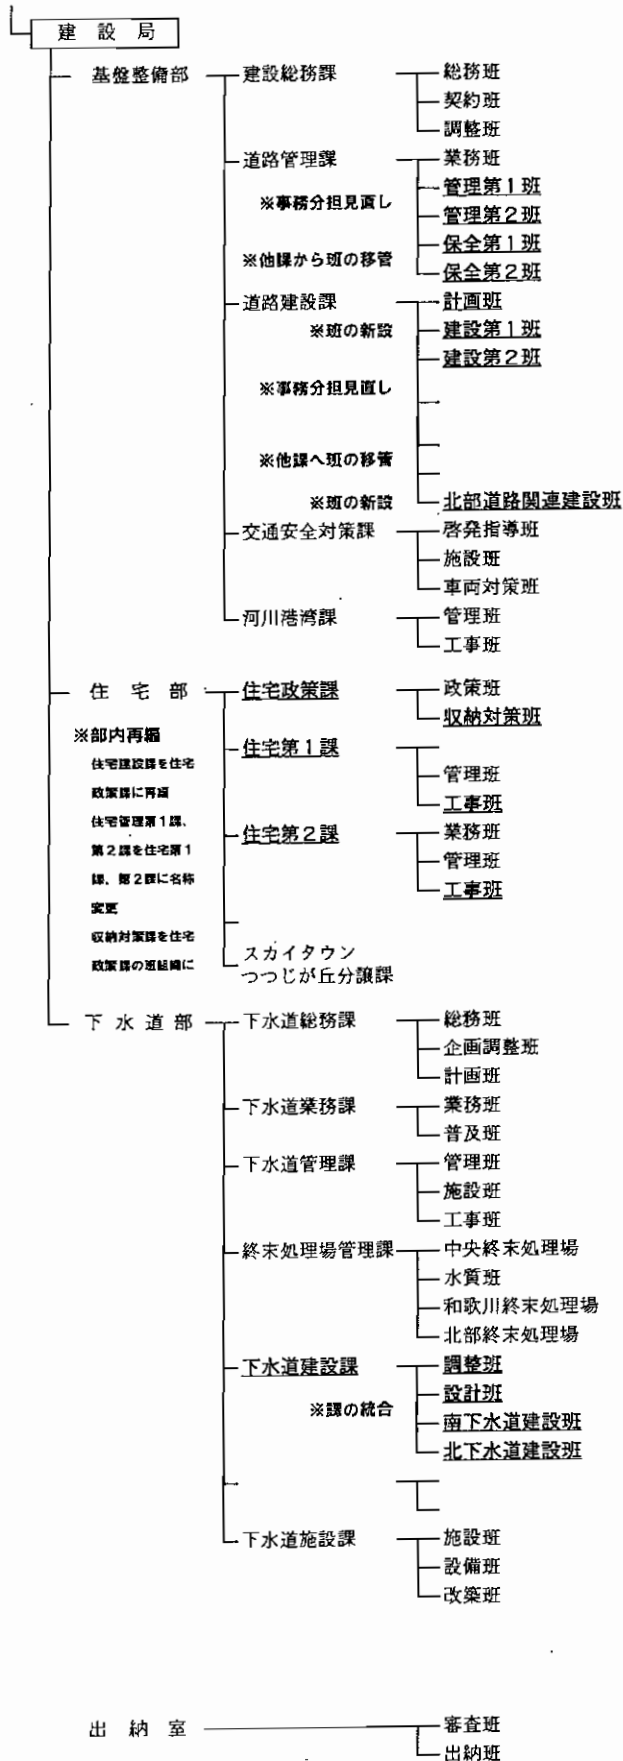 建設局
基盤整備部 建設総務課 総務班
契約班
調整班
道路管理課 業務班
管理第1班
※事務分担見直し
管理第2班
保全第1班
※他課から班の移管
保全第2班
道路建設課 計画班
※班の新設 建設第1班
建設第2班
※事務分担見直し
※他課へ班の移管
※班の新設 北部道路関連建設班
交通安全対策課 啓発指導班
施設班
車両対策班
河川港湾課 管理班
工事班
住宅部 住宅政策課 政策班
収納対策班
※部内再編
住宅第1課
住宅建設課を住宅
管理班
政策課に再編
工事班
住宅管理第1課、
住宅第2課 業務班
第2課を住宅第1
管理班
課、第2課に名称
工事班
変更
収納対策課を住宅
スカイタウン
政策課の班組織に
つつじが丘分譲課
下水道部 下水道総務課 総務班
企画調整班
計画班
下水道業務課 業務班
普及班
下水道管理課 管理班
施設班
工事班
終末処理場管理課 中央終末処理場
水質班
和歌川終末処理場
北部終末処理場
下水道建設課 調整班
設計班
※課の統合 南下水道建設班
北下水道建設班
下水道施設課 施設班
設備班
改築班
出納室 審査班
出納班